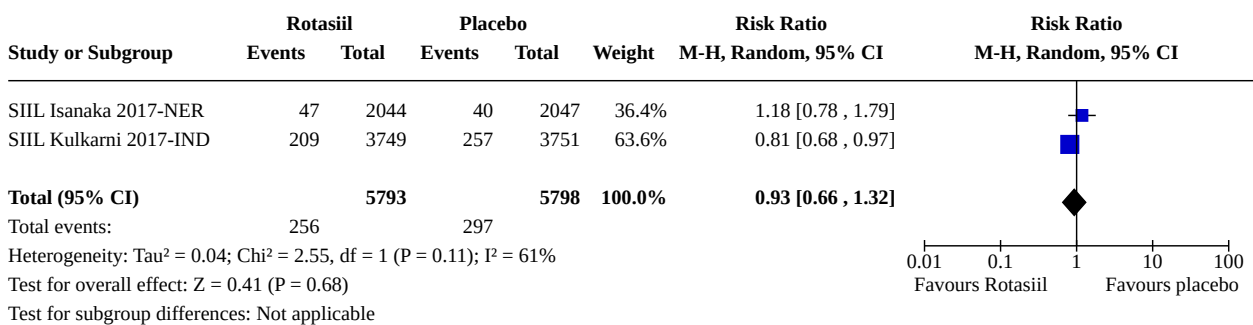 Rotasiil Placebo Risk Ratio Risk Ratio
Study or Subgroup Events Total Events Total Weight M-H, Random, 95% CI M-H, Random, 95% CI
SIIL Isanaka 2017-NER 47 2044 40 2047 36.4% 1.18 [0.78 , 1.79]
SIIL Kulkarni 2017-IND 209 3749 257 3751 63.6% 0.81 [0.68 , 0.97]
Total (95% CI) 5793 5798 100.0% 0.93 [0.66 , 1.32]
Total events: 256 297
Heterogeneity: Tau² = 0.04; Chi² = 2.55, df = 1 (P = 0.11); I² = 61% 0.01 0.1 1 10 100
Test for overall effect: Z = 0.41 (P = 0.68) Favours Rotasiil Favours placebo
Test for subgroup differences: Not applicable